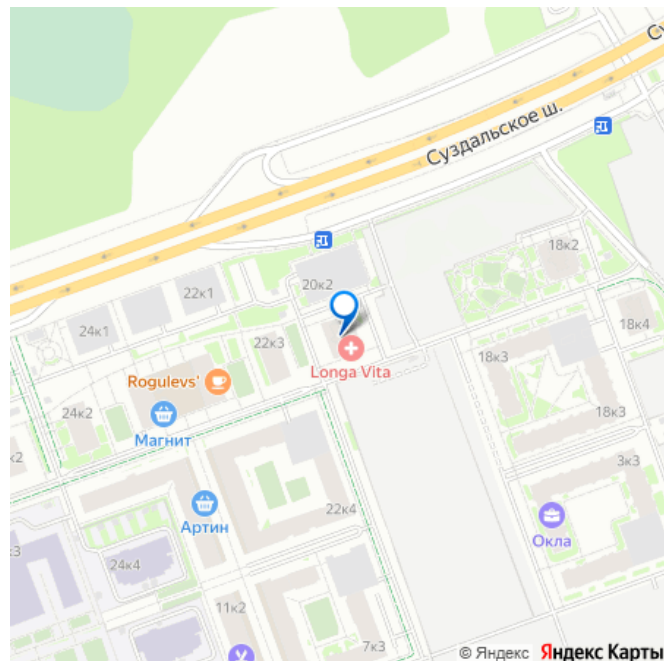 Су
Суздальское ш.
18к2
20к2
22к1
24к1
22к3
18к4
18к3
Longa Vita
Rogulevs'
24к2
Магнит
18к3
к2
3к3
22к4
Артин
Окла
к3
24к4
11к2
7к3
© Яндекс Яндекс Карты